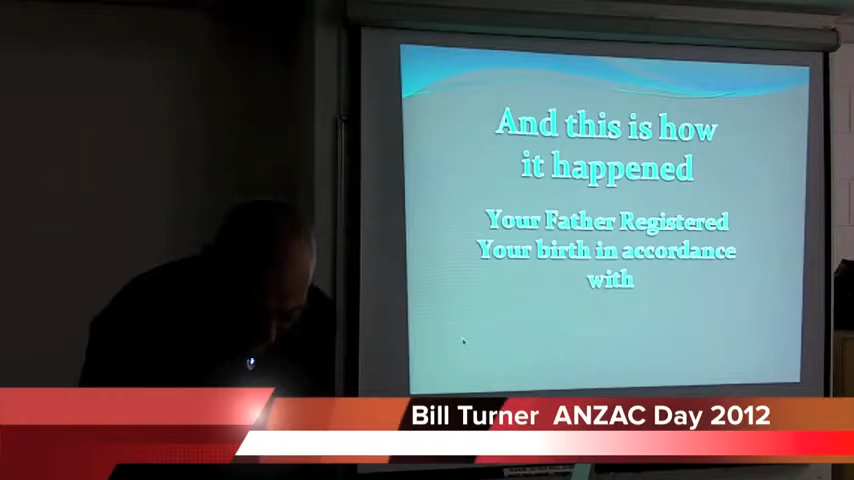 And this is how
it happened
Your Father Registered
Your birth in accordance
with
Bill Turner  ANZAC Day 2012